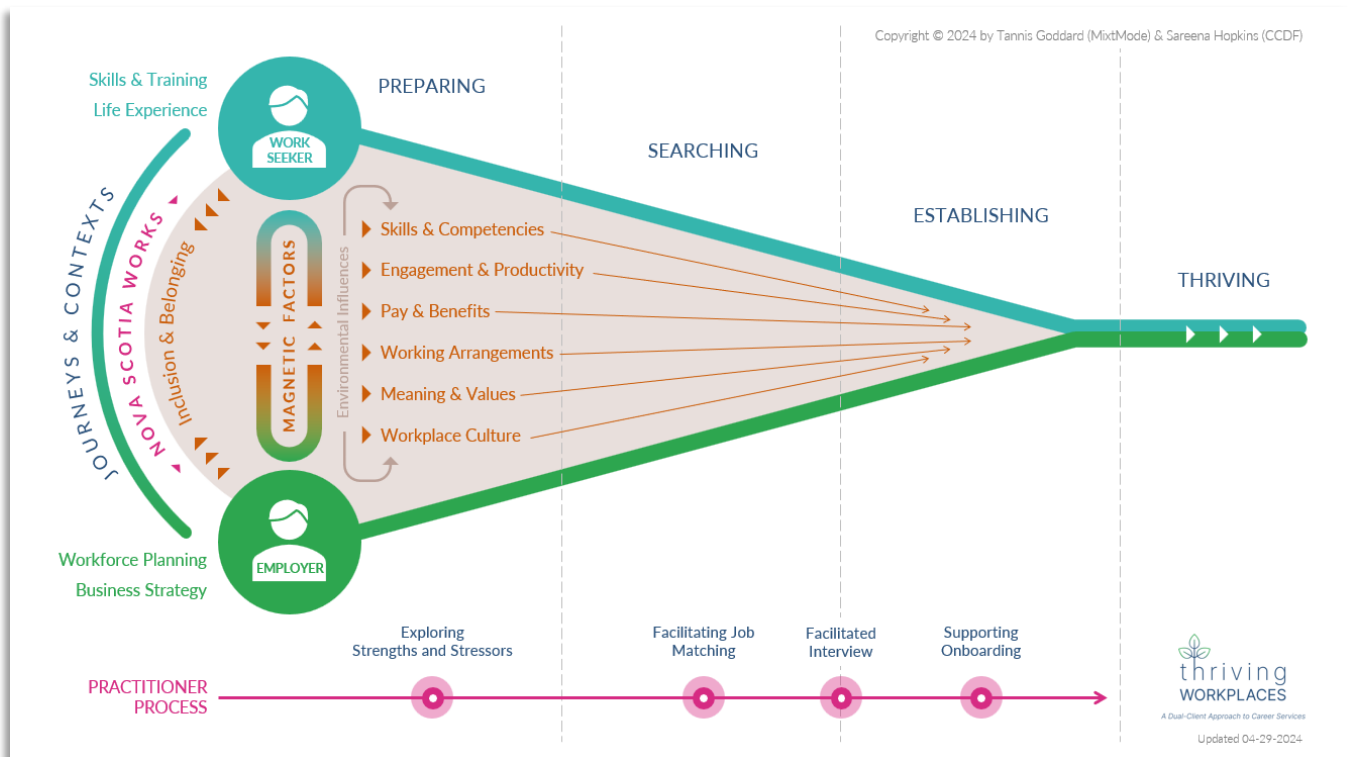 Copyright © 2024 by Tannis Goddard (MixtMode) & Sareena Hopkins (CCDF)
Skills & Training
Life Experience
WORK
SEEKER
PREPARING
SEARCHING
ESTABLISHING
THRIVING
JOURNEYS & CONTEXTS
NOVA SCOTIA WORKS
Inclusion & Belonging
MAGNETIC FACTORS
Environmental Influences
Skills & Competencies
Engagement & Productivity
Pay & Benefits
Working Arrangements
Meaning & Values
Workplace Culture
Workforce Planning
Business Strategy
EMPLOYER
PRACTITIONER
PROCESS
Exploring
Strengths and Stressors
Facilitating Job
Matching
Facilitated
Interview
Supporting
Onboarding
thriving
WORKPLACES
A Dual-Client Approach to Career Services
Updated 04-29-2024